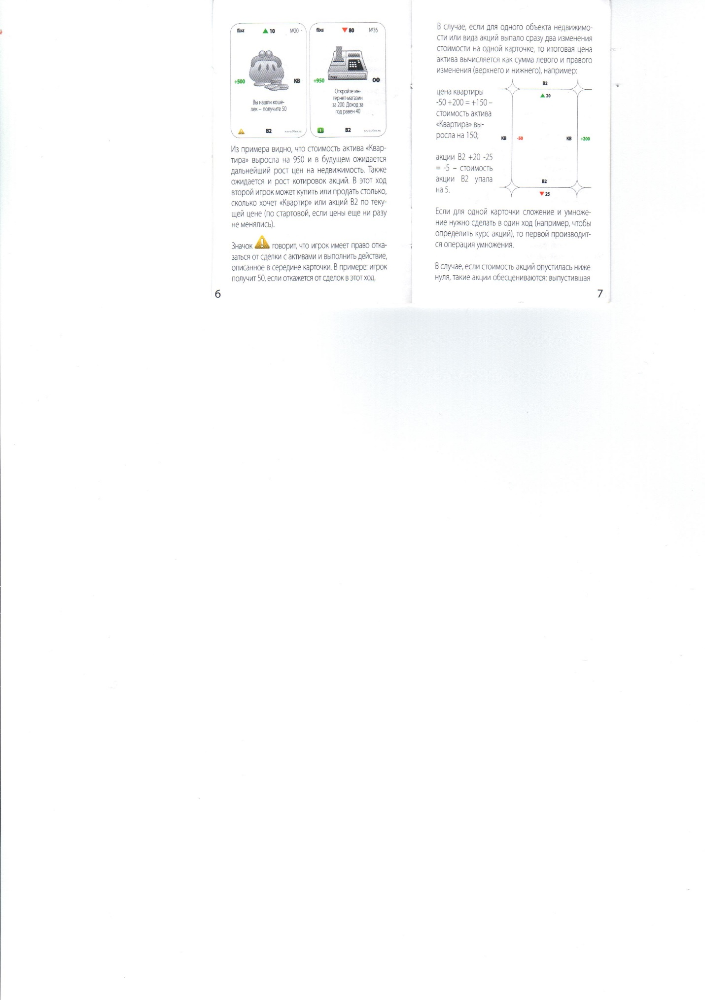 flixa ▲ 10 №20
+500 КВ
Вы нашли коше-
лек – получите 50
В2
flixa ▼ 80 №36
flixa
+950 ОФ
Откройте ин-
тернет-магазин
за 200. Доход за
год равен 40
В2
Из примера видно, что стоимость актива «Квар-
тира» выросла на 950 и в будущем ожидается
дальнейший рост цен на недвижимость. Также
ожидается и рост котировок акций. В этот ход
второй игрок может купить или продать столько,
сколько хочет «Квартир» или акций В2 по теку-
щей цене (по стартовой, если цены еще ни разу
не менялись).
Значок ! говорит, что игрок имеет право отка-
заться от сделки с активами и выполнить действие,
описанное в середине карточки. В примере: игрок
получит 50, если откажется от сделок в этот ход.
6
В случае, если для одного объекта недвижимо-
сти или вида акций выпало сразу два изменения
стоимости на одной карточке, то итоговая цена
актива вычисляется как сумма левого и правого
изменения (верхнего и нижнего), например:
цена квартиры
-50 +200 = +150 –
стоимость актива
«Квартира» вы-
росла на 150;
акции В2 +20 -25
= -5 – стоимость
акции В2 упала
на 5.
В2
▲ 20
КВ -50 КВ +200
В2
▼ 25
Если для одной карточки сложение и умноже-
ние нужно сделать в один ход (например, чтобы
определить курс акций), то первой производит-
ся операция умножения.
В случае, если стоимость акций опустилась ниже
нуля, такие акции обесцениваются: выпустившая
7